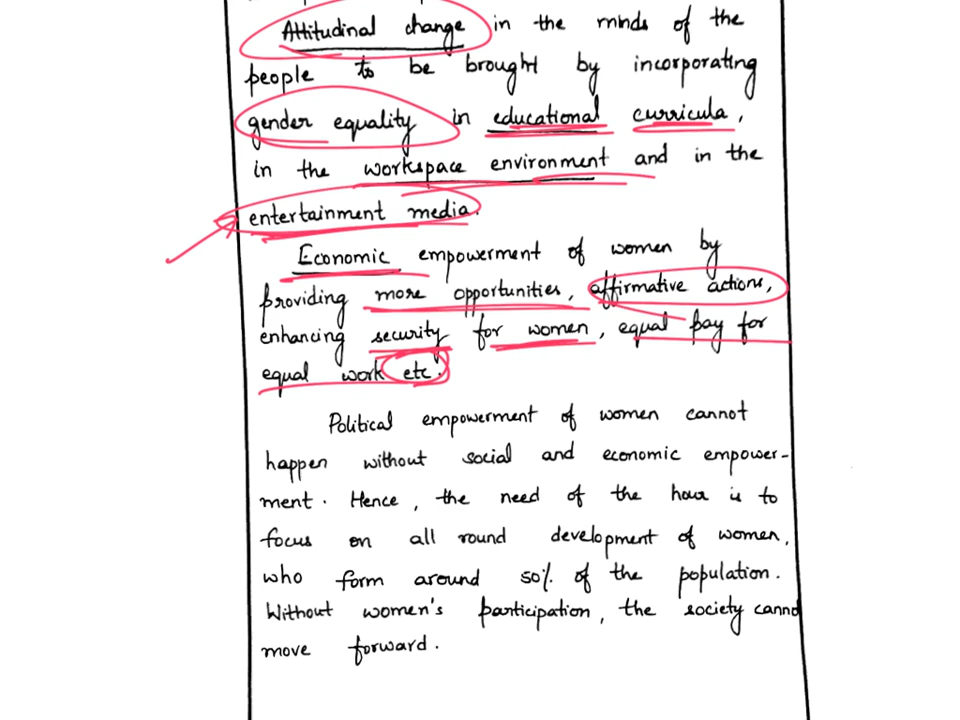 Attitudinal change in the minds of the
people to be brought by incorporating
gender equality in educational curricula,
in the workspace environment and in the
entertainment media.
Economic empowerment of women by
providing more opportunities, affirmative actions,
enhancing security for women, equal pay for
equal work etc.
Political empowerment of women cannot
happen without social and economic empower-
ment. Hence, the need of the hour is to
focus on all round development of women,
who form around 50% of the population.
Without women's participation, the society cannot
move forward.